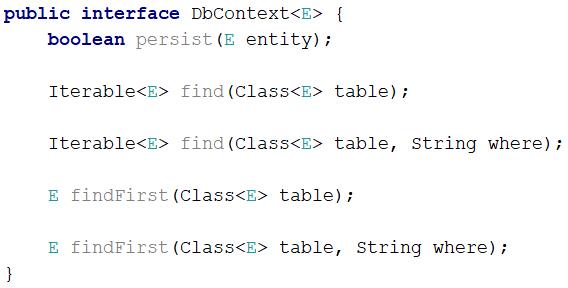 public interface DbContext<E> {
    boolean persist(E entity);
    Iterable<E> find(Class<E> table);
    Iterable<E> find(Class<E> table, String where);
    E findFirst(Class<E> table);
    E findFirst(Class<E> table, String where);
}